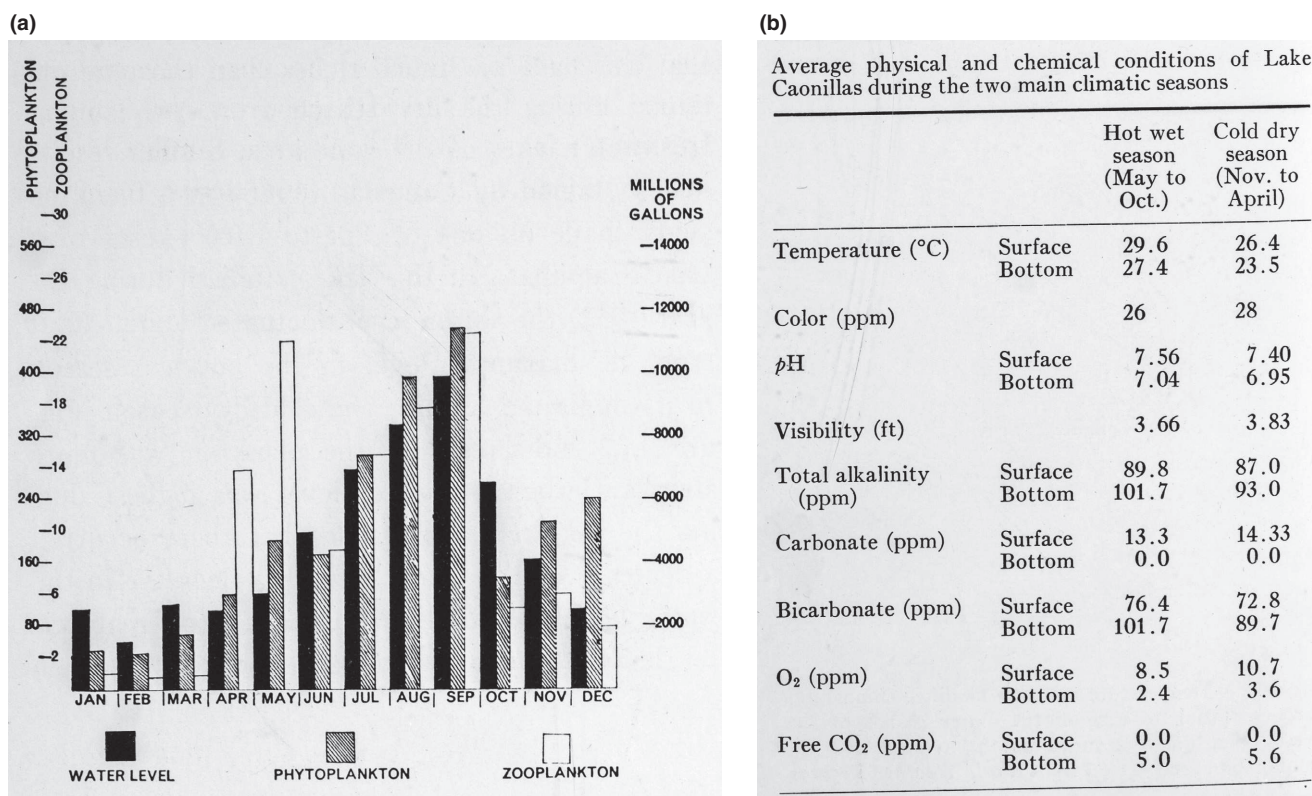 (a)
PHYTOPLANKTON
ZOOPLANKTON
30
560
26
480
22
400
18
320
14
240
10
160
6
80
2
MILLIONS
OF
GALLONS
14000
12000
10000
8000
6000
4000
2000
JAN FEB MAR APR MAY JUN JUL AUG SEP OCT NOV DEC
WATER LEVEL PHYTOPLANKTON ZOOPLANKTON
(b)
Average physical and chemical conditions of Lake
Caonillas during the two main climatic seasons
Hot wet Cold dry
season season
(May to (Nov. to
Oct.) April)
Temperature (°C) Surface 29.6 26.4
Bottom 27.4 23.5
Color (ppm) 26 28
pH Surface 7.56 7.40
Bottom 7.04 6.95
Visibility (ft) 3.66 3.83
Total alkalinity Surface 89.8 87.0
(ppm) Bottom 101.7 93.0
Carbonate (ppm) Surface 13.3 14.33
Bottom 0.0 0.0
Bicarbonate (ppm) Surface 76.4 72.8
Bottom 101.7 89.7
O₂ (ppm) Surface 8.5 10.7
Bottom 2.4 3.6
Free CO₂ (ppm) Surface 0.0 0.0
Bottom 5.0 5.6